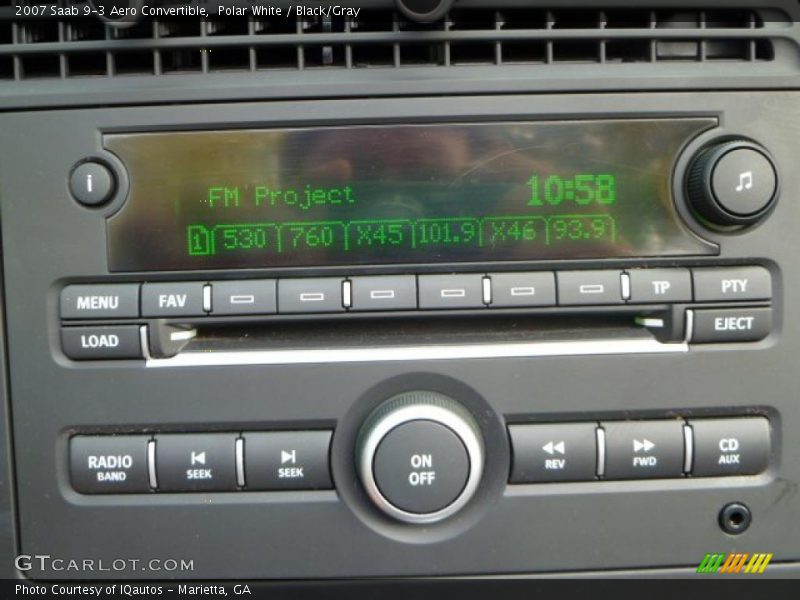 2007 Saab 9-3 Aero Convertible, Polar White / Black/Gray
i
FM Project 10:58
1 530 760 X45 101.9 X46 93.9
MENU FAV TP PTY
LOAD EJECT
RADIO BAND SEEK SEEK ON OFF REV FWD CD AUX
GTCARLOT.COM
Photo Courtesy of IQautos - Marietta, GA